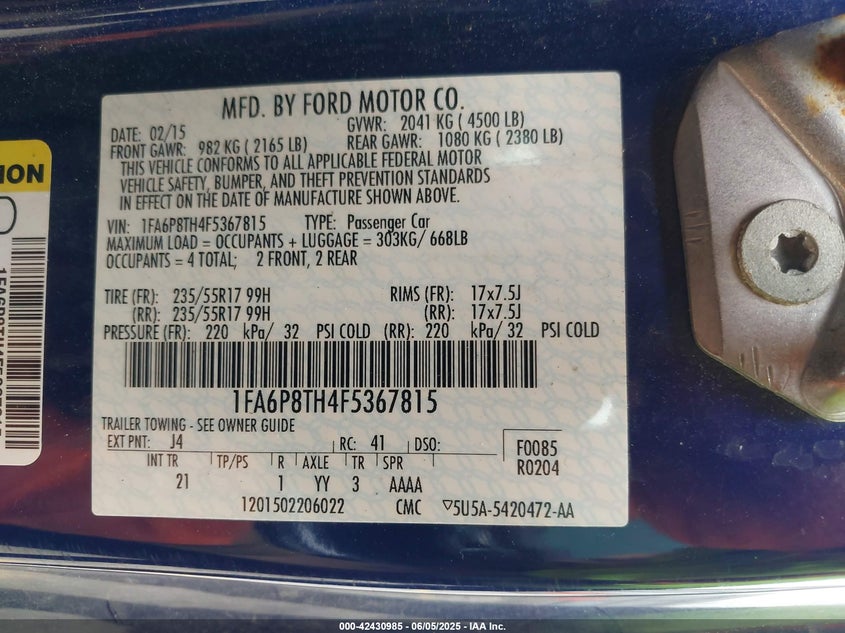 MFD. BY FORD MOTOR CO.
DATE: 02/15 GVWR: 2041 KG ( 4500 LB)
FRONT GAWR: 982 KG ( 2165 LB) REAR GAWR: 1080 KG ( 2380 LB)
THIS VEHICLE CONFORMS TO ALL APPLICABLE FEDERAL MOTOR
VEHICLE SAFETY, BUMPER, AND THEFT PREVENTION STANDARDS
IN EFFECT ON THE DATE OF MANUFACTURE SHOWN ABOVE.
VIN: 1FA6P8TH4F5367815 TYPE: Passenger Car
MAXIMUM LOAD = OCCUPANTS + LUGGAGE = 303KG/ 668LB
OCCUPANTS = 4 TOTAL; 2 FRONT, 2 REAR
TIRE (FR): 235/55R17 99H RIMS (FR): 17x7.5J
(RR): 235/55R17 99H (RR): 17x7.5J
PRESSURE (FR): 220 kPa/ 32 PSI COLD (RR): 220 kPa/ 32 PSI COLD
1FA6P8TH4F5367815
TRAILER TOWING - SEE OWNER GUIDE
EXT PNT: J4 RC: 41 DSO: F0085
R0204
INT TR TP/PS R AXLE TR SPR
21 1 YY 3 AAAA
1201502206022 CMC ▽5U5A-5420472-AA
000-42430985 - 06/05/2025 - IAA Inc.